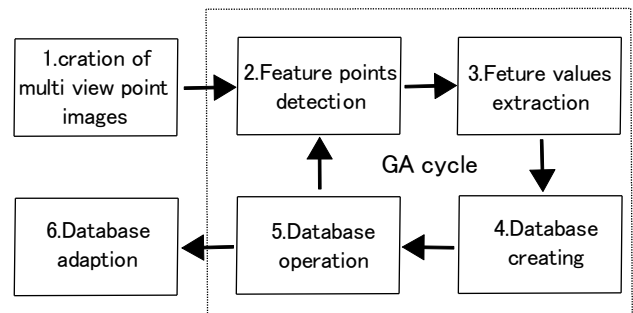 1.cration of
multi view point
images
2.Feature points
detection
3.Feture values
extraction
GA cycle
6.Database
adaption
5.Database
operation
4.Database
creating